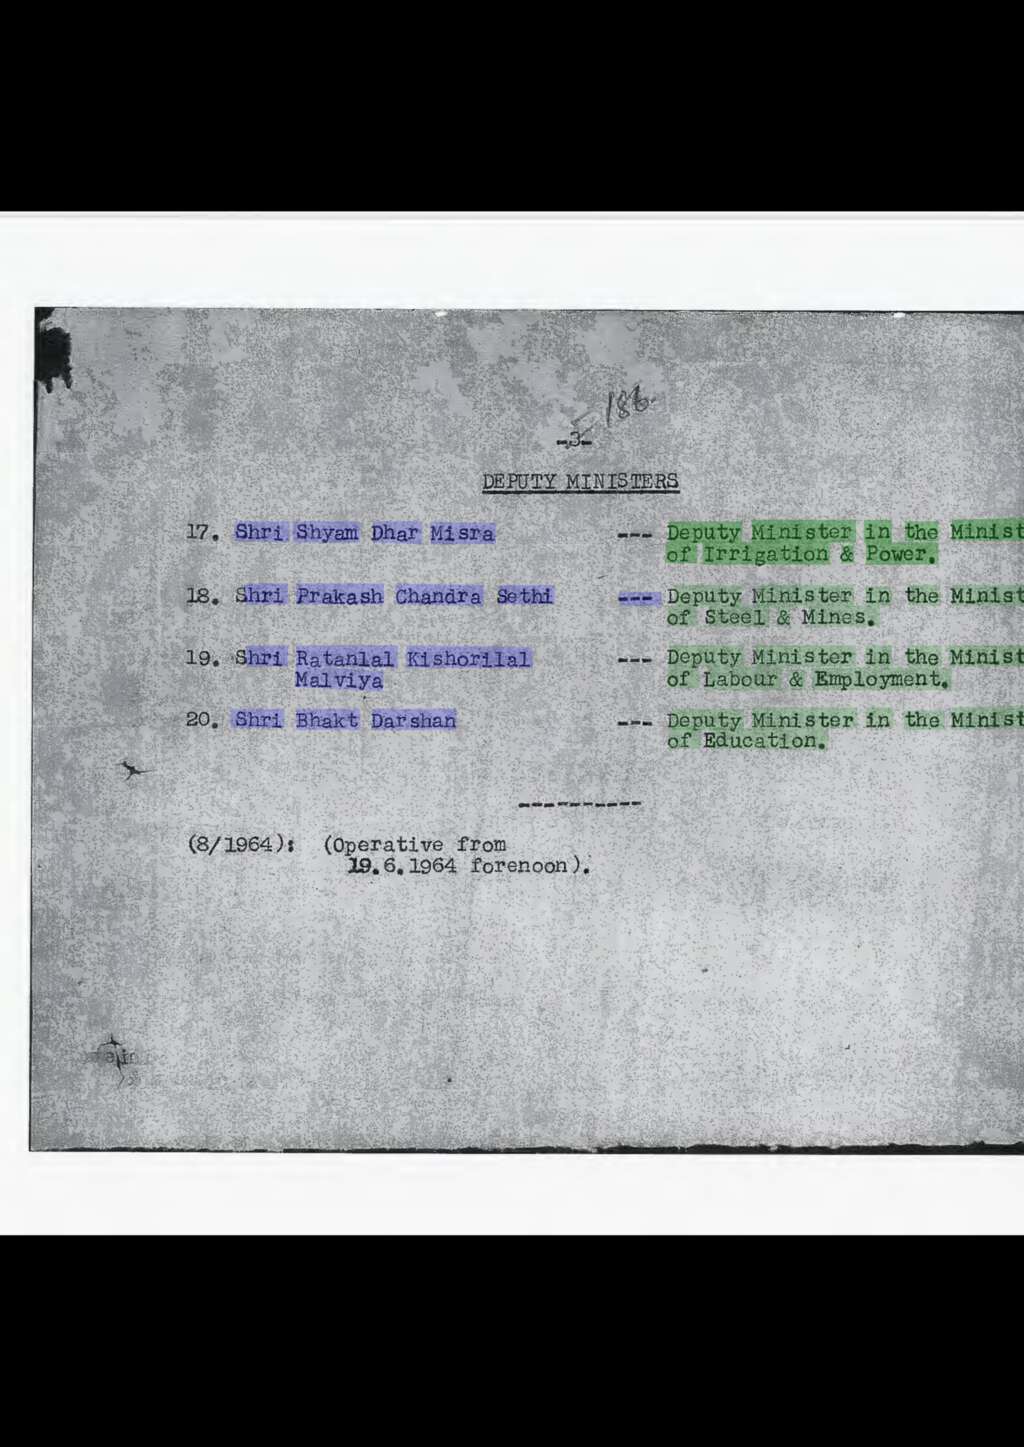 186.
-3-
DEPUTY MINISTERS
17. Shri Shyam Dhar Misra --- Deputy Minister in the Minist
of Irrigation & Power.
18. Shri Prakash Chandra Sethi --- Deputy Minister in the Minist
of Steel & Mines.
19. Shri Ratanlal Kishorilal --- Deputy Minister in the Minist
Malviya of Labour & Employment.
20. Shri Bhakt Darshan --- Deputy Minister in the Minist
of Education.
----------
(8/1964): (Operative from
19.6.1964 forenoon).